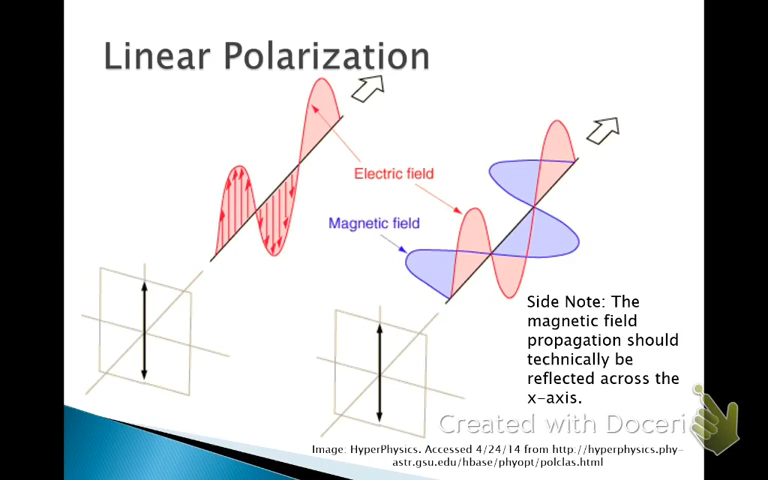 Linear Polarization
Electric field
Magnetic field
Side Note: The
magnetic field
propagation should
technically be
reflected across the
x-axis.
Created with Doceri
Image: HyperPhysics. Accessed 4/24/14 from http://hyperphysics.phy-
astr.gsu.edu/hbase/phyopt/polclas.html